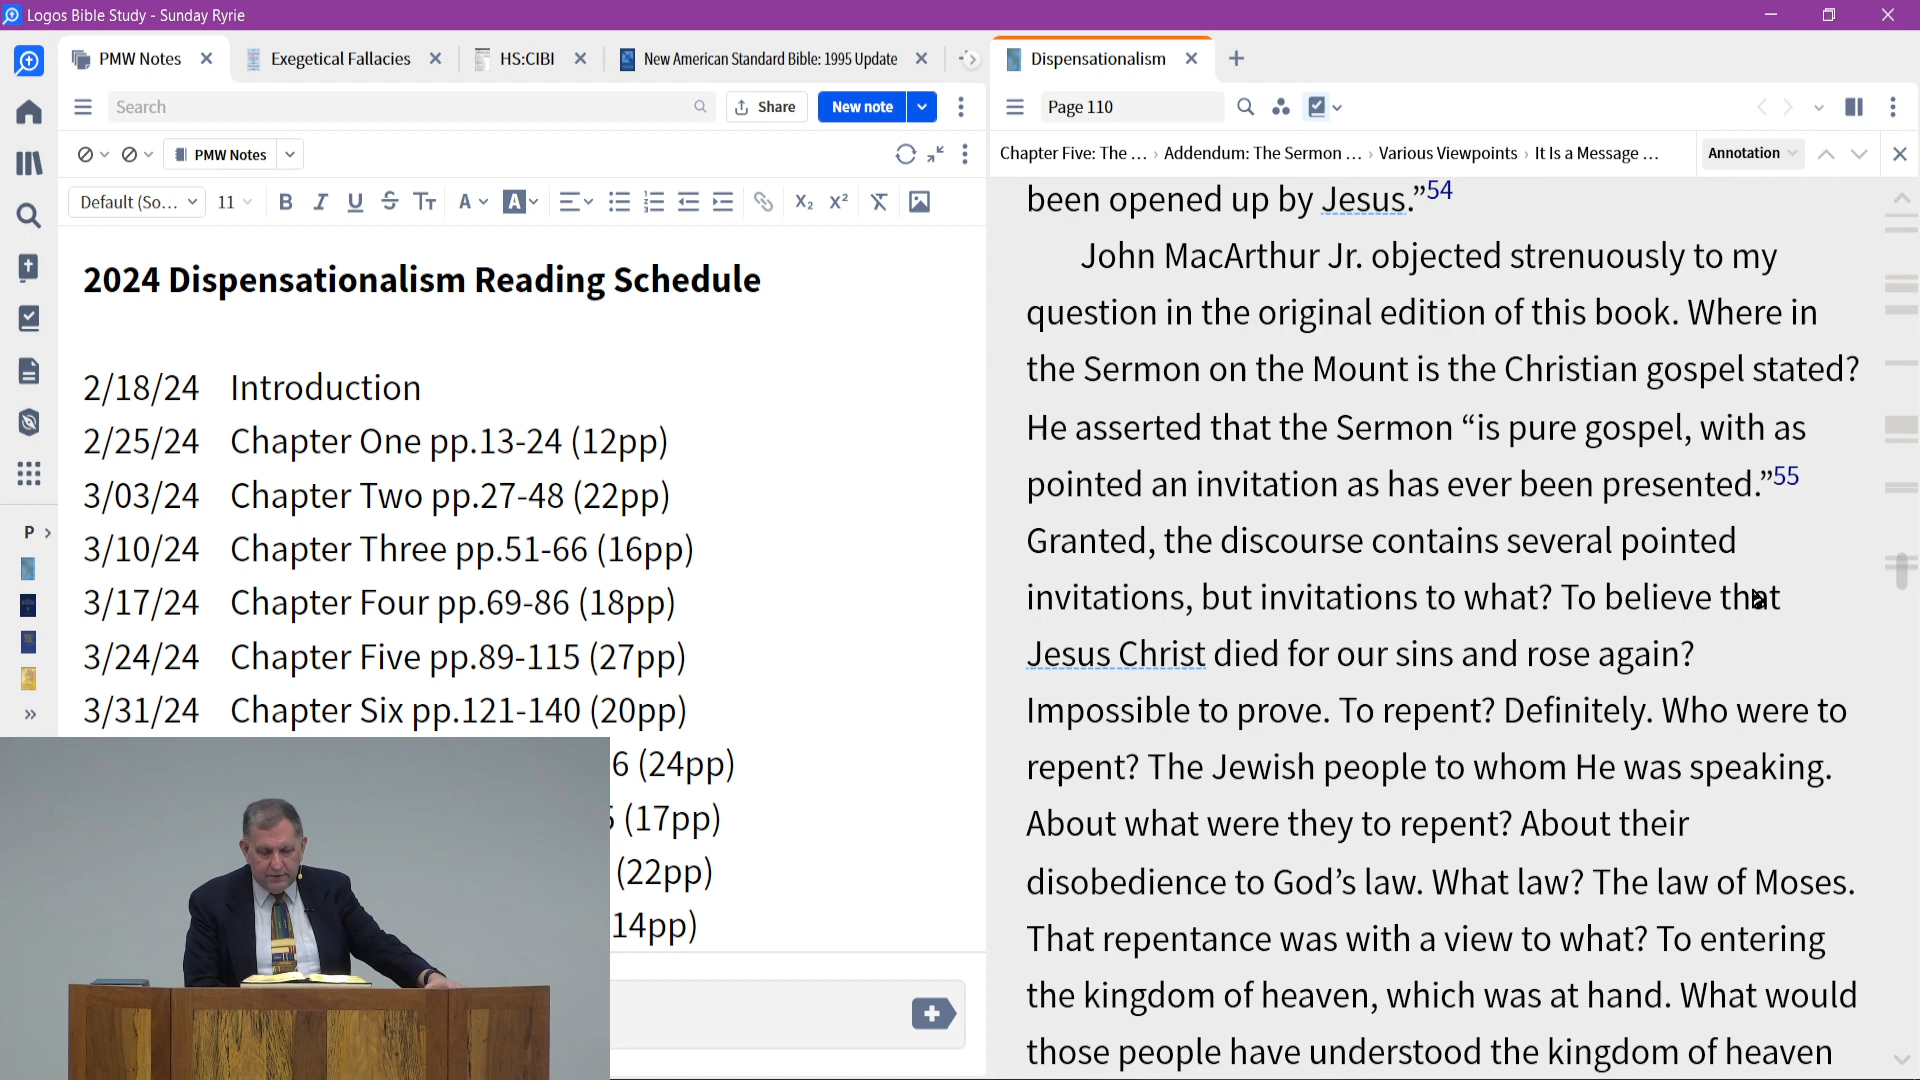 Logos Bible Study - Sunday Ryrie
PMW Notes
Exegetical Fallacies
HS:CIBI
New American Standard Bible: 1995 Update
Search
Share
New note
PMW Notes
Default (So...
11
B I U S Tт A A X₂ X²
P
2024 Dispensationalism Reading Schedule
2/18/24 Introduction
2/25/24 Chapter One pp.13-24 (12pp)
3/03/24 Chapter Two pp.27-48 (22pp)
3/10/24 Chapter Three pp.51-66 (16pp)
3/17/24 Chapter Four pp.69-86 (18pp)
3/24/24 Chapter Five pp.89-115 (27pp)
3/31/24 Chapter Six pp.121-140 (20pp)
6 (24pp)
(17pp)
(22pp)
14pp)
Dispensationalism
Page 110
Chapter Five: The ... › Addendum: The Sermon ... › Various Viewpoints › It Is a Message ...
Annotation
been opened up by Jesus.”54
John MacArthur Jr. objected strenuously to my
question in the original edition of this book. Where in
the Sermon on the Mount is the Christian gospel stated?
He asserted that the Sermon “is pure gospel, with as
pointed an invitation as has ever been presented.”55
Granted, the discourse contains several pointed
invitations, but invitations to what? To believe that
Jesus Christ died for our sins and rose again?
Impossible to prove. To repent? Definitely. Who were to
repent? The Jewish people to whom He was speaking.
About what were they to repent? About their
disobedience to God’s law. What law? The law of Moses.
That repentance was with a view to what? To entering
the kingdom of heaven, which was at hand. What would
those people have understood the kingdom of heaven